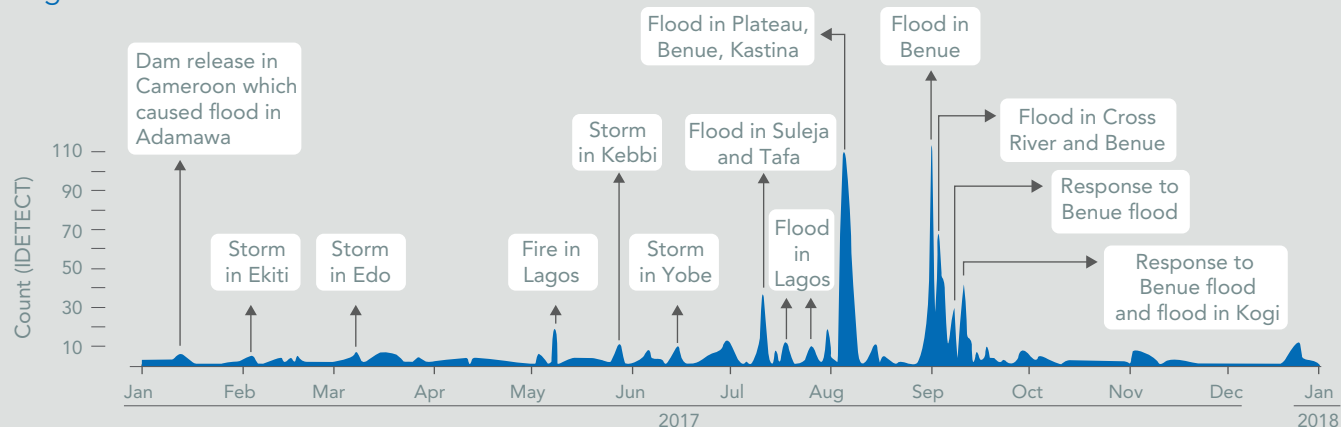 Flood in Plateau,
Benue, Kastina
Flood in
Benue
Dam release in
Cameroon which
caused flood in
Adamawa
Flood in Cross
River and Benue
Storm
in Kebbi
Flood in Suleja
and Tafa
Response to
Benue flood
Flood
in
Lagos
Storm
in Ekiti
Storm
in Edo
Fire in
Lagos
Storm
in Yobe
Response to
Benue flood
and flood in Kogi
Count (IDETECT)
110
90
70
50
30
10
Jan Feb Mar Apr May Jun Jul Aug Sep Oct Nov Dec Jan
2017 2018